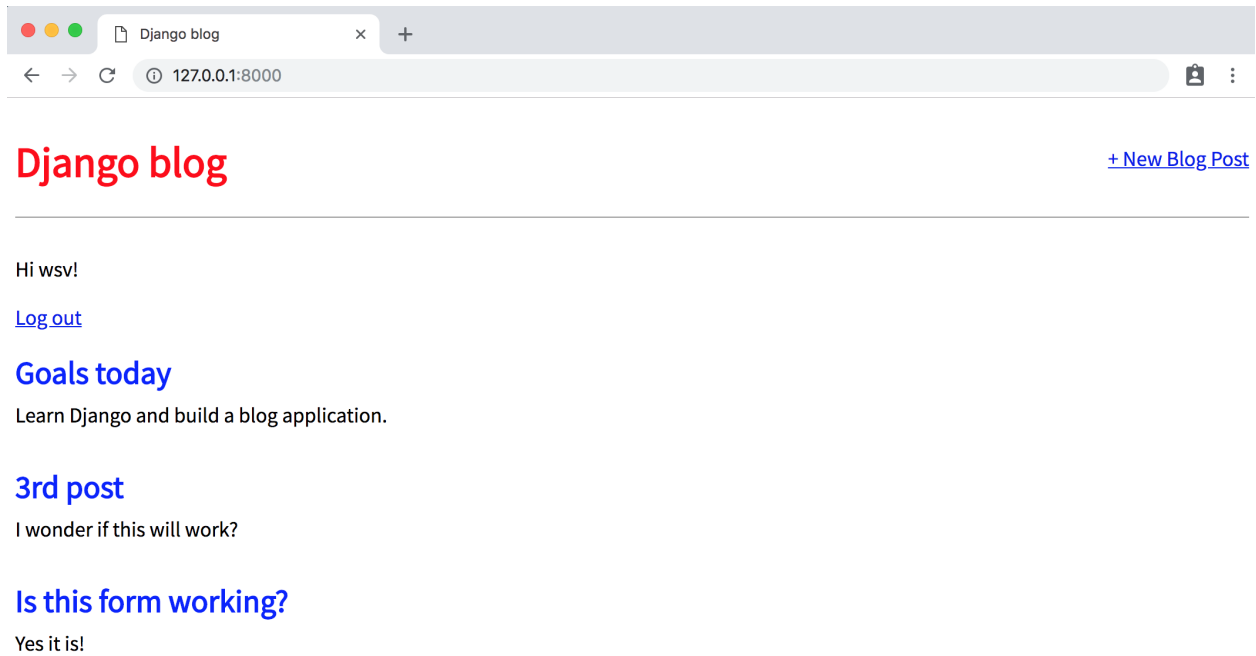 Django blog
127.0.0.1:8000
Django blog
+ New Blog Post
Hi wsv!
Log out
Goals today
Learn Django and build a blog application.
3rd post
I wonder if this will work?
Is this form working?
Yes it is!